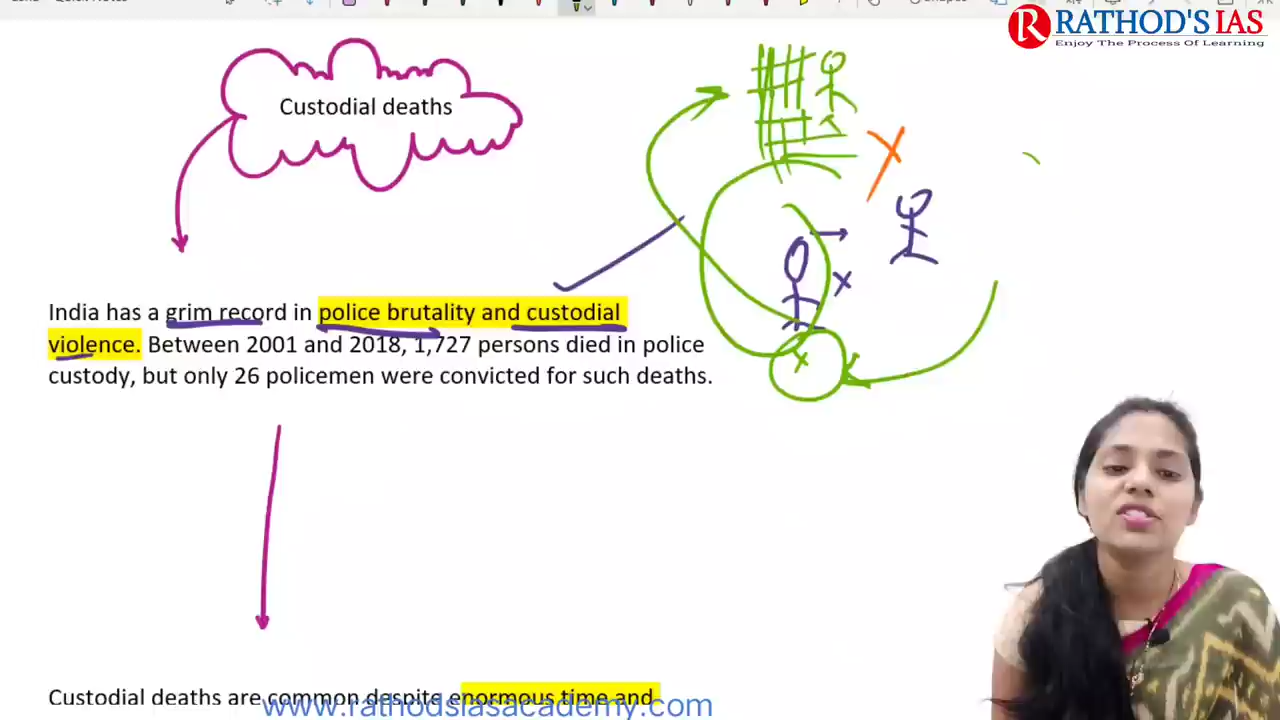 RATHOD'S IAS
Enjoy The Process Of Learning
Custodial deaths
India has a grim record in police brutality and custodial
violence. Between 2001 and 2018, 1,727 persons died in police
custody, but only 26 policemen were convicted for such deaths.
Custodial deaths are common despite enormous time and
www.rathodsiasacademy.com